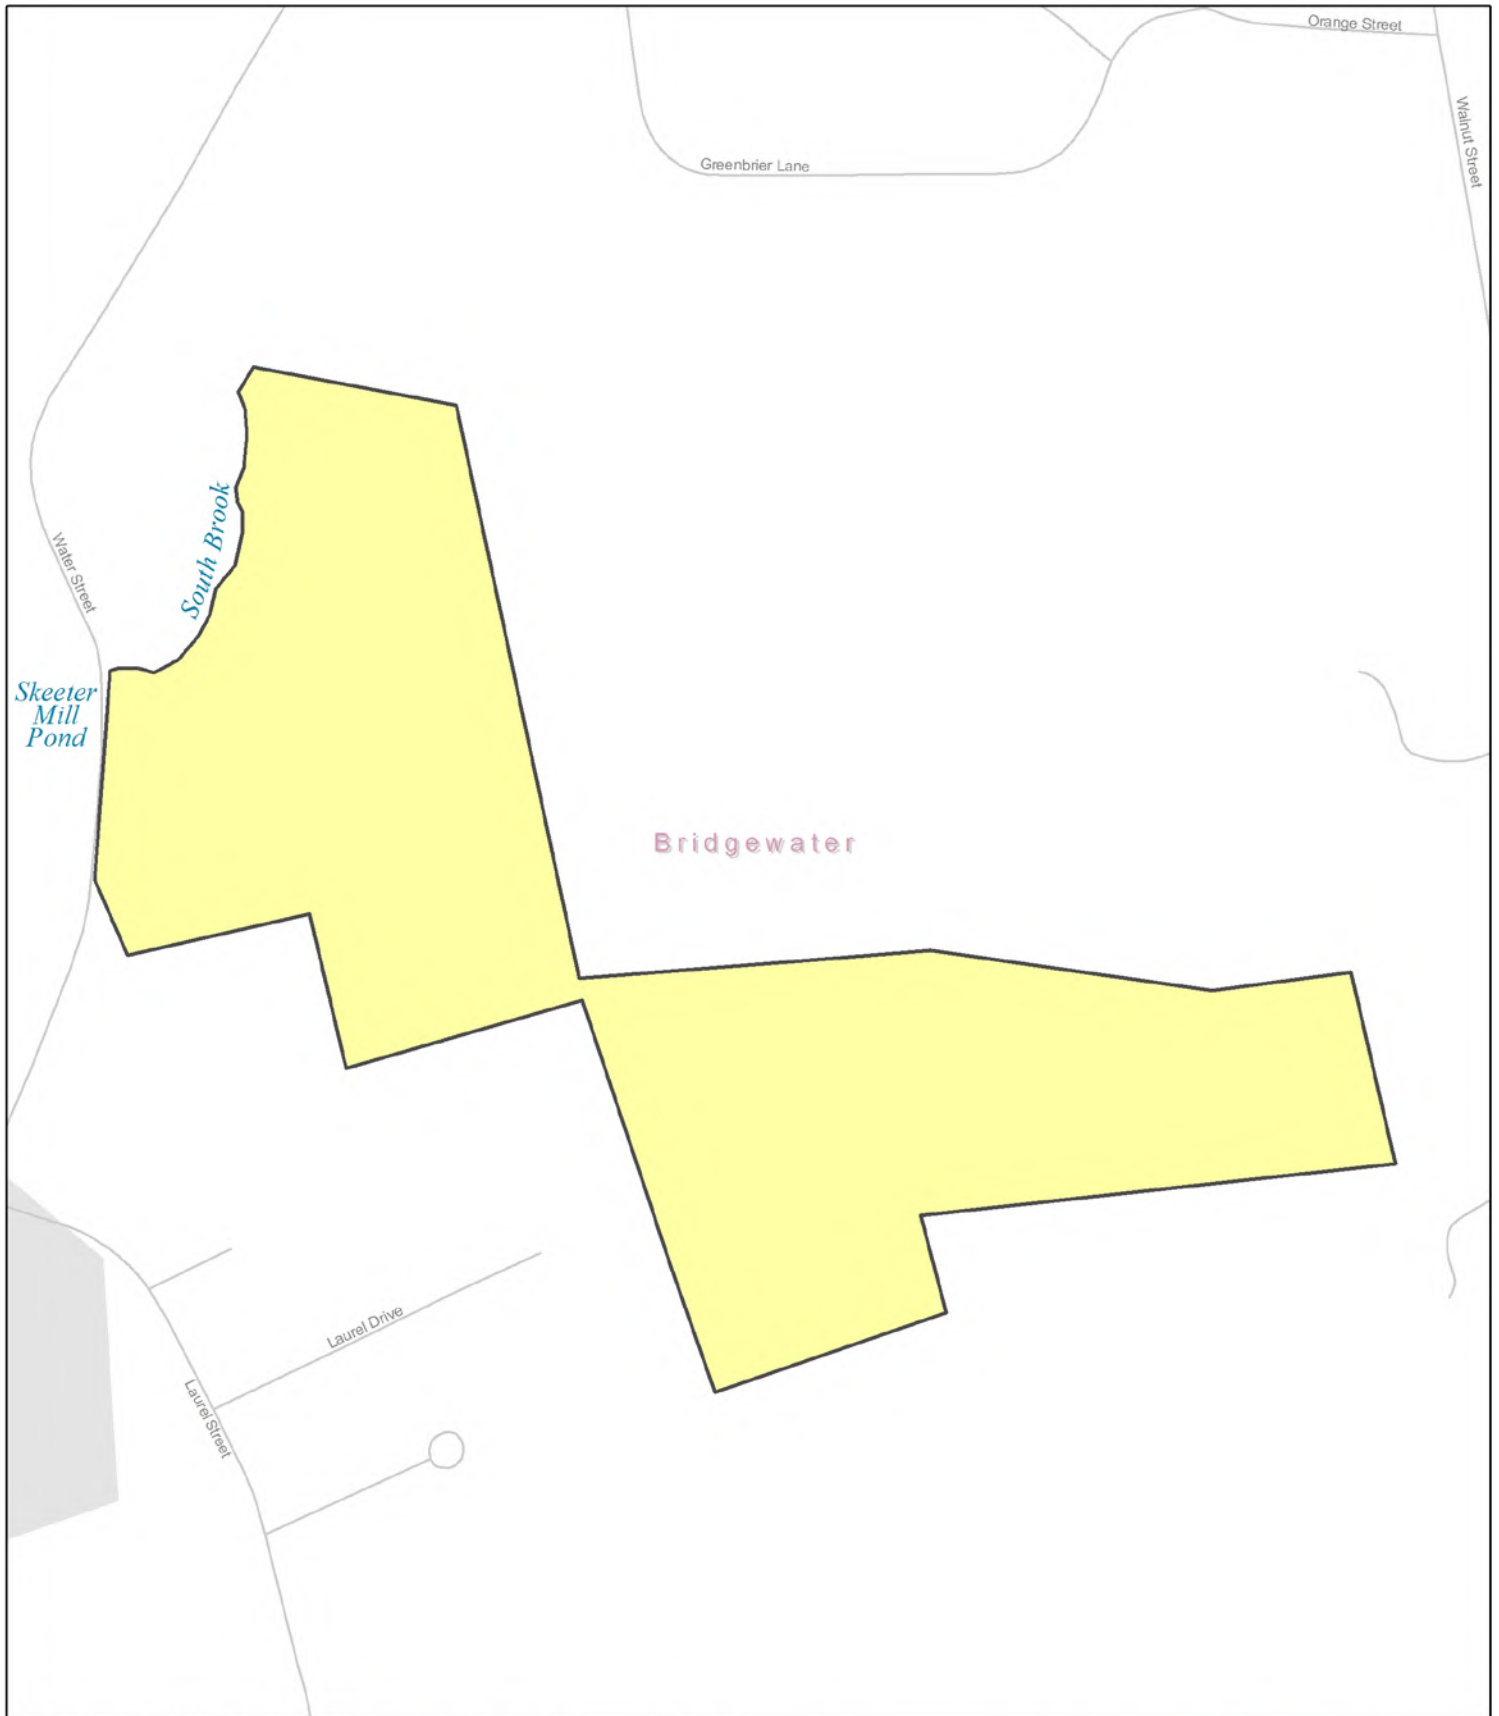 Orange Street
Walnut Street
Greenbrier Lane
South Brook
Water Street
Skeeter
Mill
Pond
Bridgewater
Laurel Drive
Laurel Street